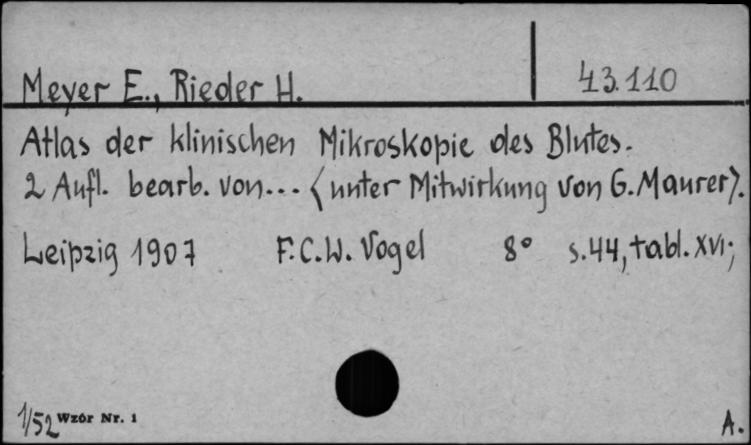 Meyer E., Rieder H. 43.110
Atlas der klinischen Mikroskopie des Blutes.
2 Aufl. bearb. von... <unter Mitwirkung von G. Maurer>.
Leipzig 1907 F.C.W. Vogel 8° s.44, tabl. XVI;
1/52 Wzór Nr. 1 A.